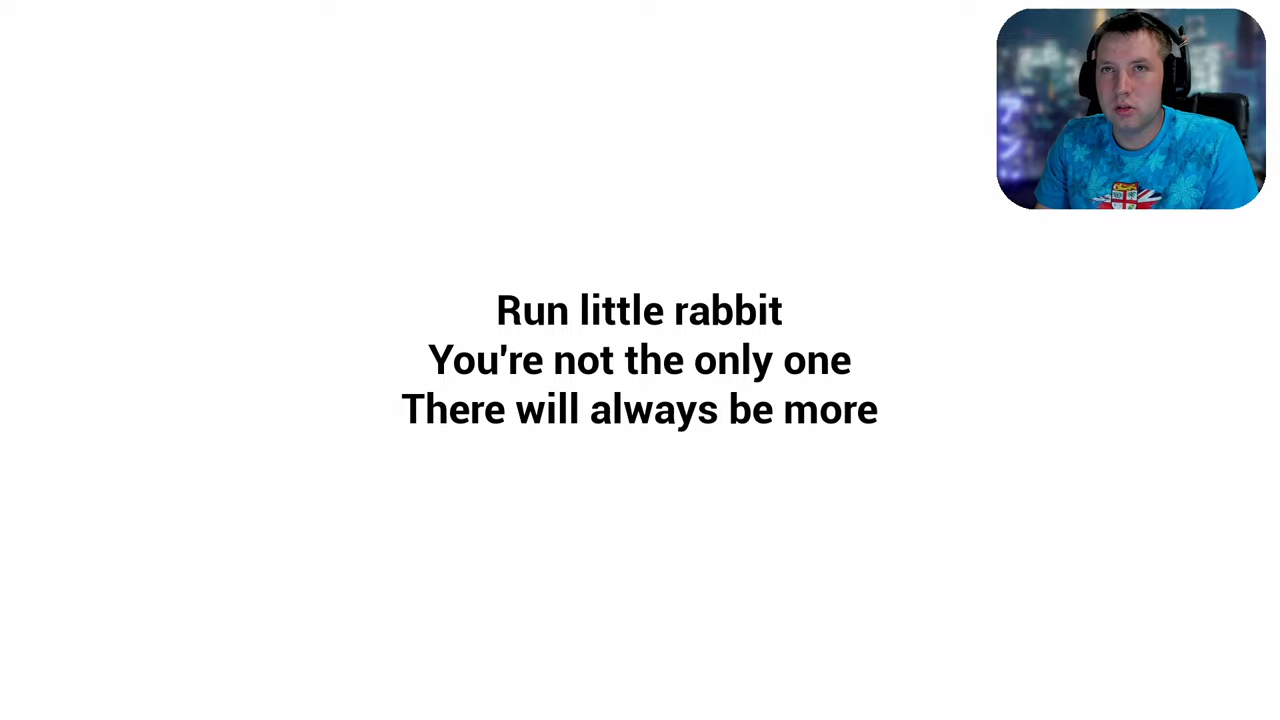 Run little rabbit
You're not the only one
There will always be more